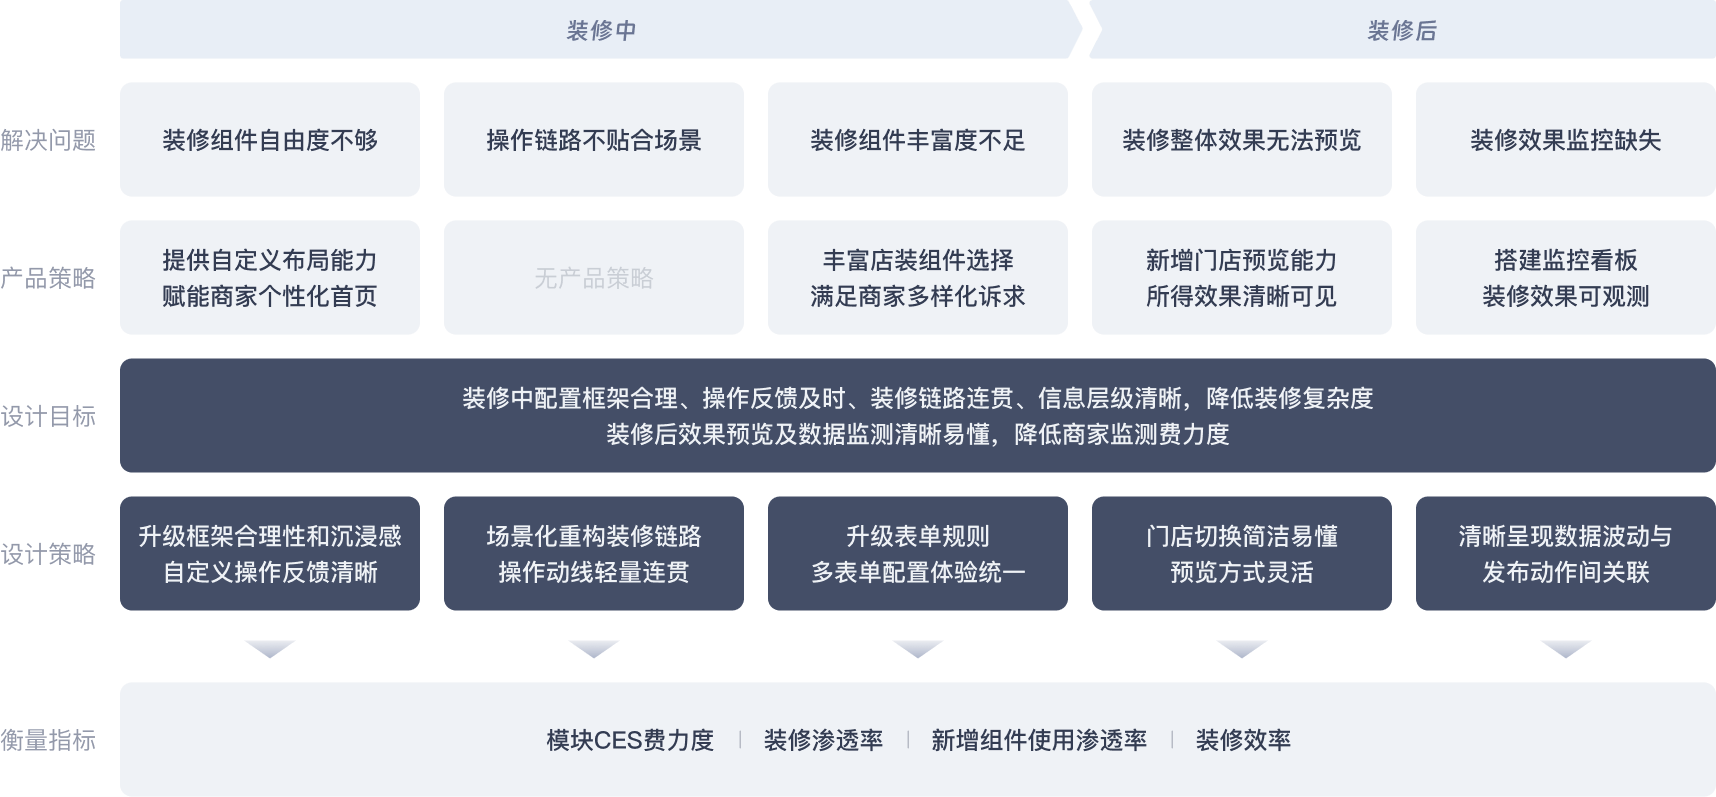 装修中
装修后
解决问题
装修组件自由度不够
操作链路不贴合场景
装修组件丰富度不足
装修整体效果无法预览
装修效果监控缺失
产品策略
提供自定义布局能力
赋能商家个性化首页
无产品策略
丰富店装组件选择
满足商家多样化诉求
新增门店预览能力
所得效果清晰可见
搭建监控看板
装修效果可观测
设计目标
装修中配置框架合理、操作反馈及时、装修链路连贯、信息层级清晰，降低装修复杂度
装修后效果预览及数据监测清晰易懂，降低商家监测费力度
设计策略
升级框架合理性和沉浸感
自定义操作反馈清晰
场景化重构装修链路
操作动线轻量连贯
升级表单规则
多表单配置体验统一
门店切换简洁易懂
预览方式灵活
清晰呈现数据波动与
发布动作间关联
衡量指标
模块CES费力度 | 装修渗透率 | 新增组件使用渗透率 | 装修效率